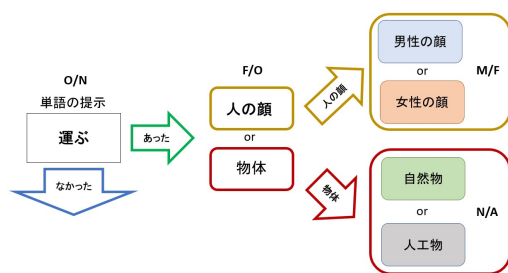 O/N
単語の提示
運ぶ
あった
なかった
F/O
人の顔
or
物体
人の顔
物体
男性の顔
or
M/F
女性の顔
自然物
or
N/A
人工物